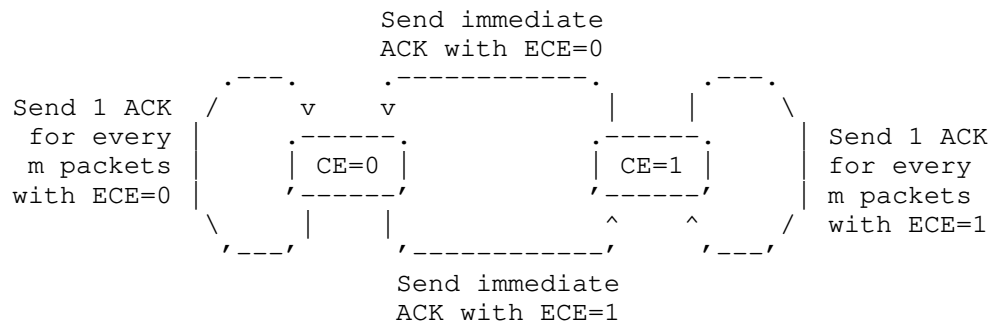 Send immediate
ACK with ECE=0
Send 1 ACK
for every
m packets
with ECE=0
CE=0
CE=1
Send 1 ACK
for every
m packets
with ECE=1
Send immediate
ACK with ECE=1